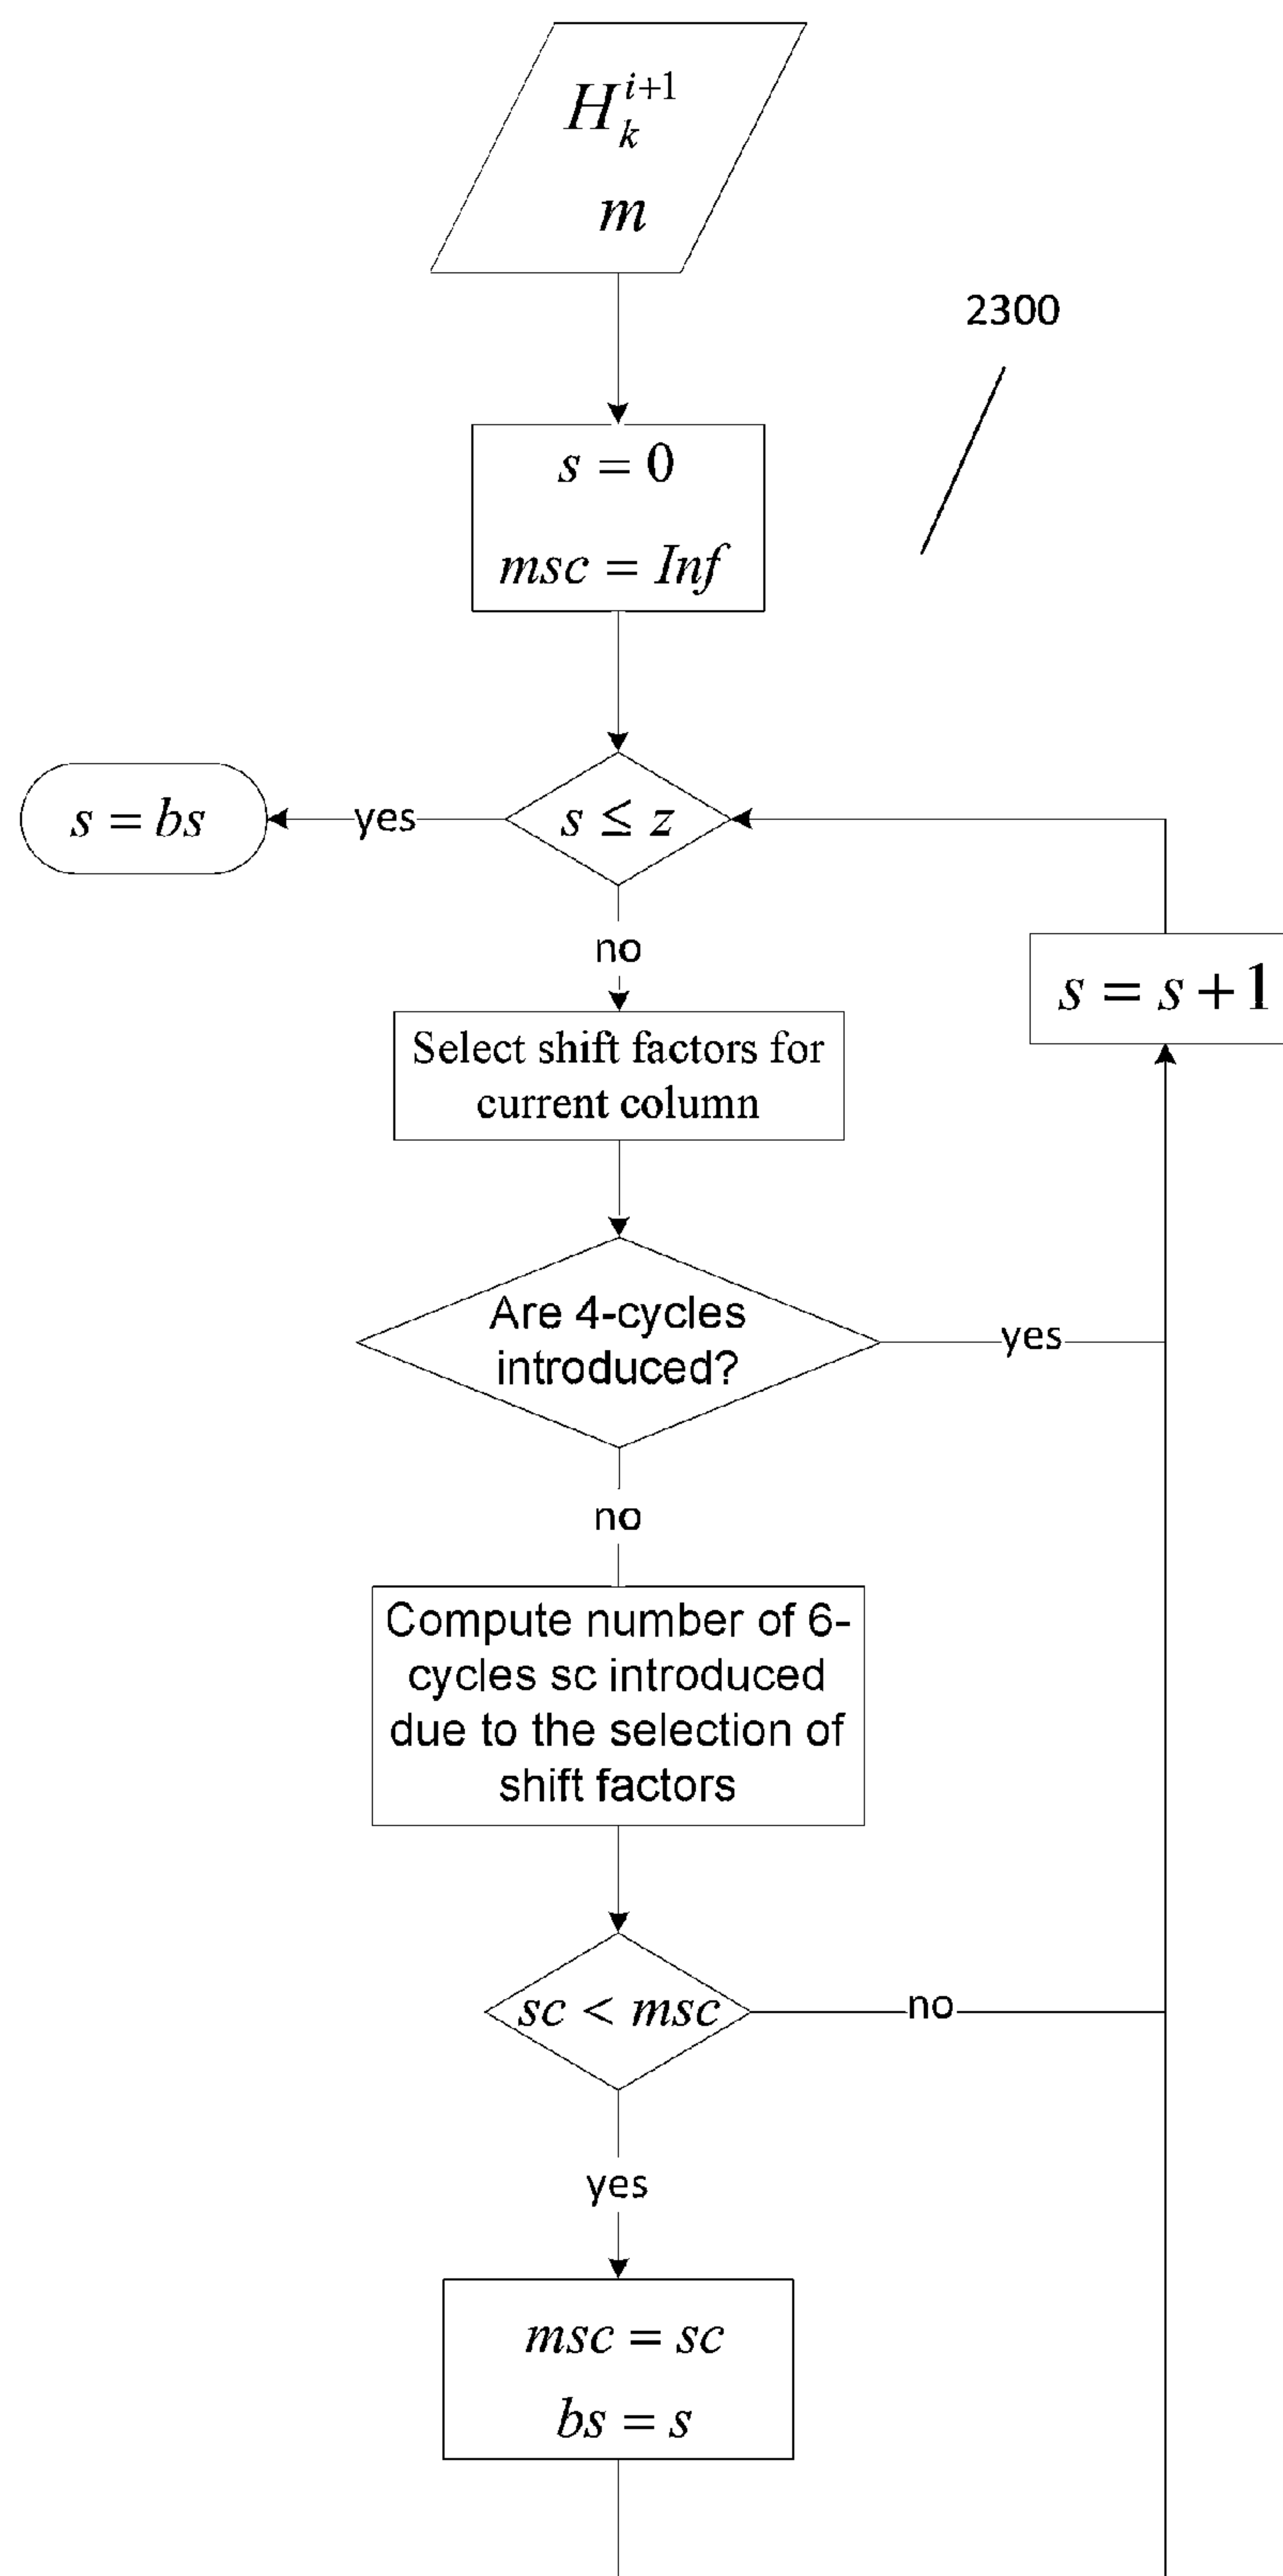 H_k^{i+1}
m
2300
s = 0
msc = Inf
s = bs
yes
s ≤ z
no
s = s + 1
Select shift factors for
current column
Are 4-cycles
introduced?
yes
no
Compute number of 6-
cycles sc introduced
due to the selection of
shift factors
sc < msc
no
yes
msc = sc
bs = s